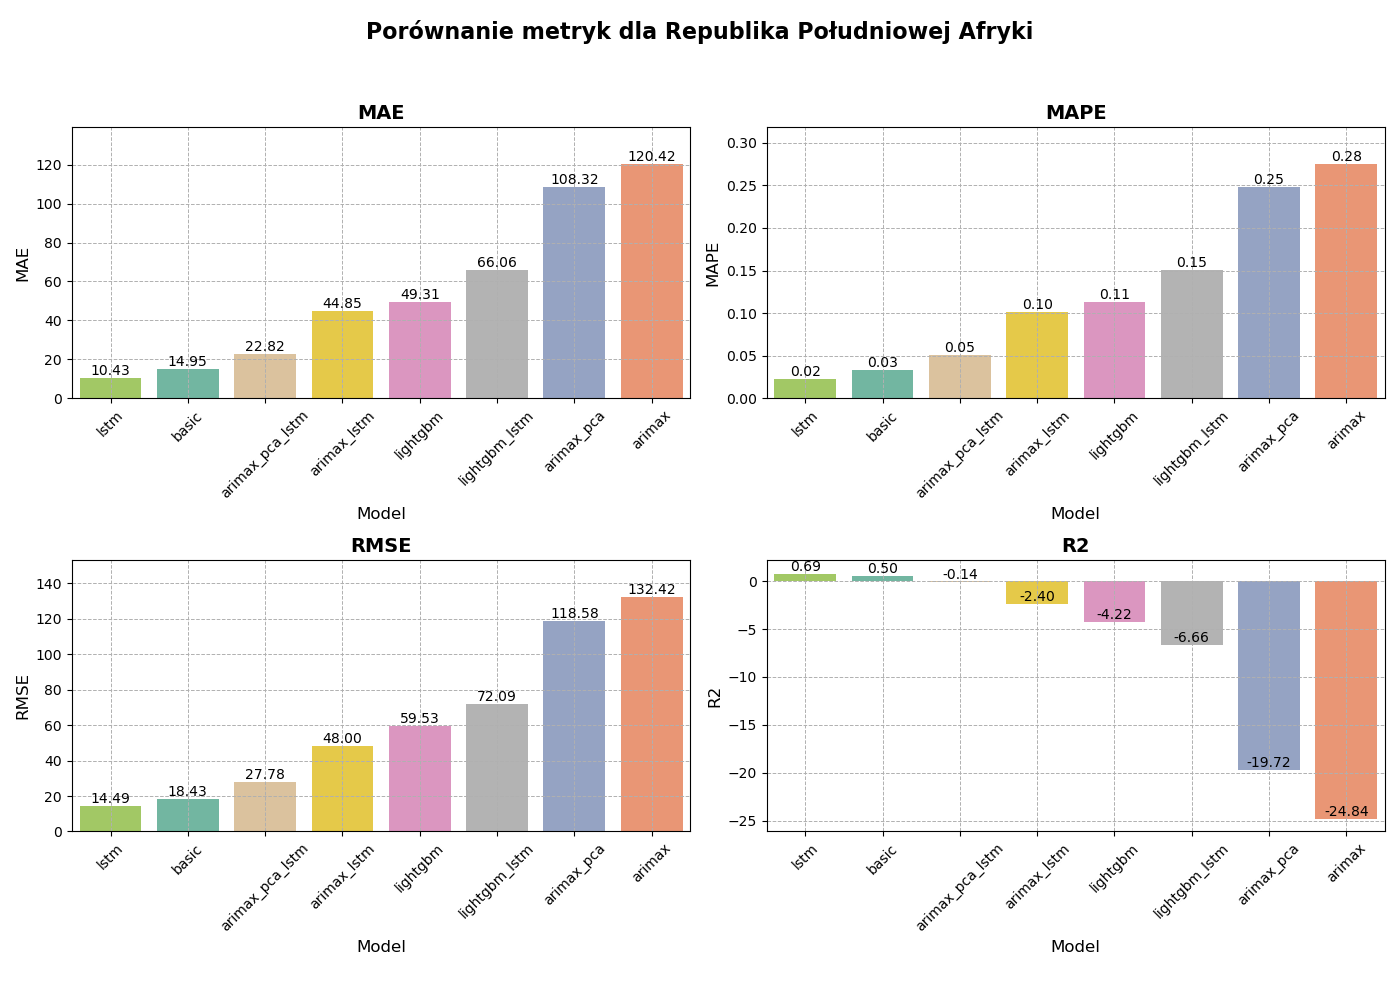 Porównanie metryk dla Republika Południowej Afryki
MAE
MAE
120
100
80
60
40
20
0
10.43
14.95
22.82
44.85
49.31
66.06
108.32
120.42
lstm
basic
arimax_pca_lstm
arimax_lstm
lightgbm
lightgbm_lstm
arimax_pca
arimax
Model
MAPE
MAPE
0.30
0.25
0.20
0.15
0.10
0.05
0.00
0.02
0.03
0.05
0.10
0.11
0.15
0.25
0.28
lstm
basic
arimax_pca_lstm
arimax_lstm
lightgbm
lightgbm_lstm
arimax_pca
arimax
Model
RMSE
RMSE
140
120
100
80
60
40
20
0
14.49
18.43
27.78
48.00
59.53
72.09
118.58
132.42
lstm
basic
arimax_pca_lstm
arimax_lstm
lightgbm
lightgbm_lstm
arimax_pca
arimax
Model
R2
R2
0
−5
−10
−15
−20
−25
0.69
0.50
-0.14
-2.40
-4.22
-6.66
-19.72
-24.84
lstm
basic
arimax_pca_lstm
arimax_lstm
lightgbm
lightgbm_lstm
arimax_pca
arimax
Model